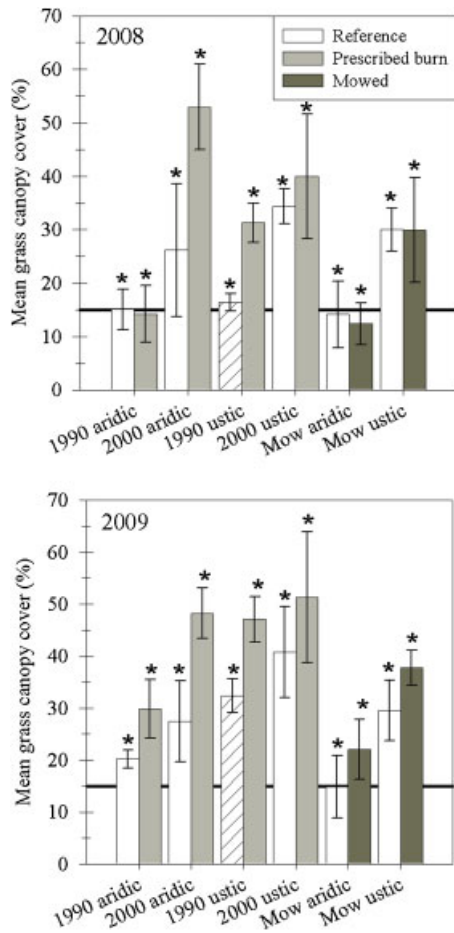 2008
Reference
Prescribed burn
Mowed
Mean grass canopy cover (%)
70
60
50
40
30
20
10
0
* * * * * * * * * * * *
1990 aridic
2000 aridic
1990 ustic
2000 ustic
Mow aridic
Mow ustic
2009
Mean grass canopy cover (%)
70
60
50
40
30
20
10
0
* * * * * * * * * * * *
1990 aridic
2000 aridic
1990 ustic
2000 ustic
Mow aridic
Mow ustic